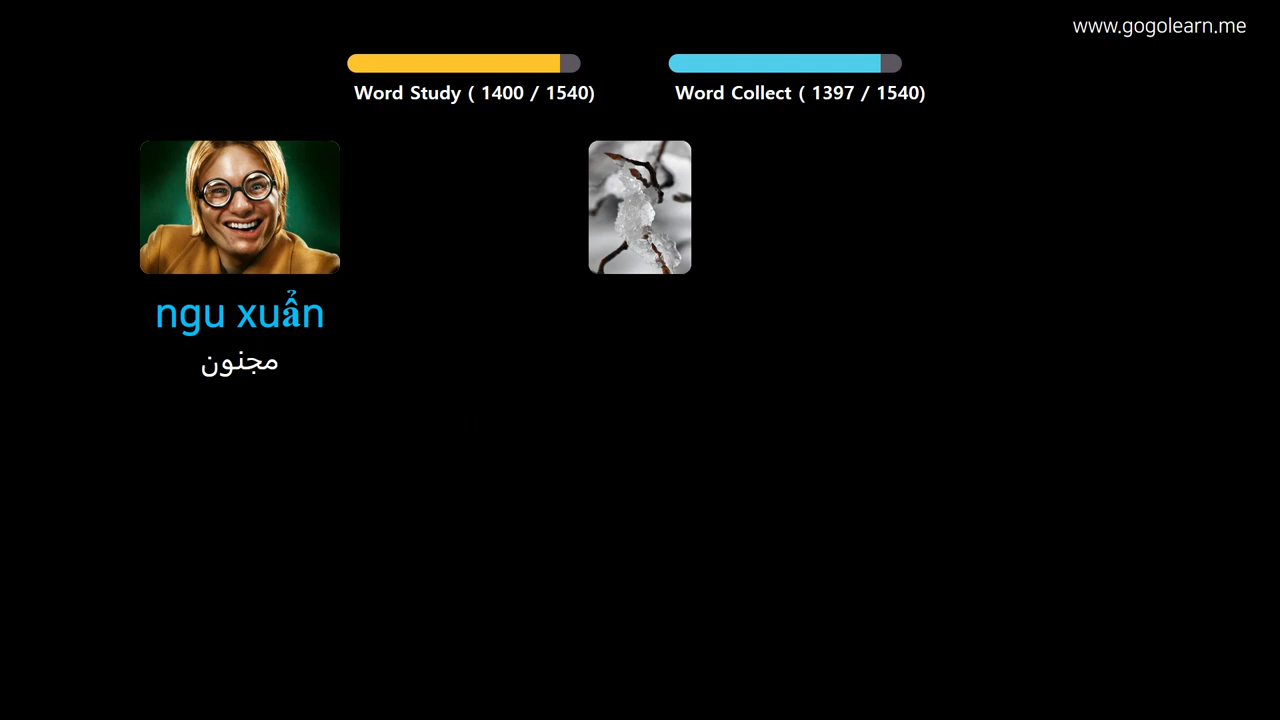 www.gogolearn.me
Word Study ( 1400 / 1540)
Word Collect ( 1397 / 1540)
ngu xuẩn
مجنون